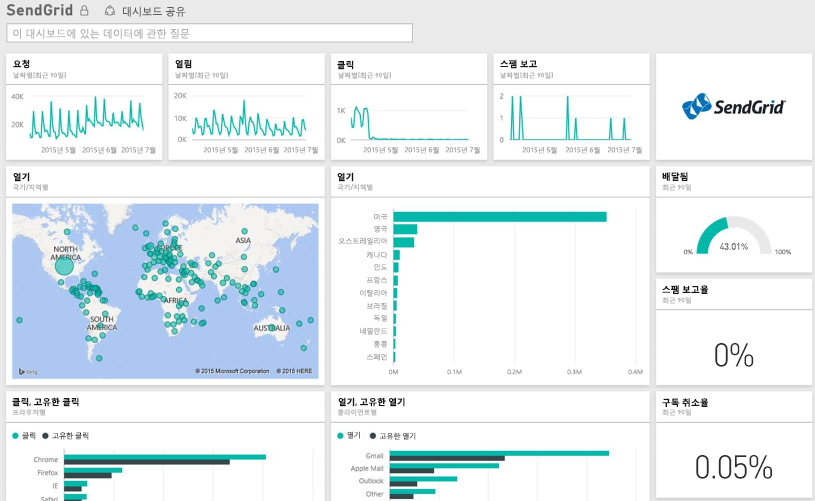 SendGrid 대시보드 공유
이 대시보드에 있는 데이터에 관한 질문
요청
날짜별(최근 90일)
40K
20K
2015년 5월 2015년 6월 2015년 7월
열림
날짜별(최근 90일)
20K
10K
0K
2015년 5월 2015년 6월 2015년 7월
클릭
날짜별(최근 90일)
1K
0K
2015년 5월 2015년 6월 2015년 7월
스팸 보고
날짜별(최근 90일)
2
1
0
2015년 5월 2015년 6월 2015년 7월
SendGrid
열기
국가/지역별
NORTH
AMERICA
EUROPE
ASIA
AFRICA
SOUTH
AMERICA
AUSTRALIA
bing
© 2015 Microsoft Corporation © 2015 HERE
열기
국가/지역별
미국
영국
오스트레일리아
캐나다
인도
프랑스
이탈리아
브라질
독일
네덜란드
홍콩
스페인
0M 0.1M 0.2M 0.3M 0.4M
배달됨
최근 90일
0% 43.01% 100%
스팸 보고율
최근 90일
0%
클릭, 고유한 클릭
브라우저별
클릭 고유한 클릭
Chrome
Firefox
IE
Safari
열기, 고유한 열기
클라이언트별
열기 고유한 열기
Gmail
Apple Mail
Outlook
Other
구독 취소율
최근 90일
0.05%